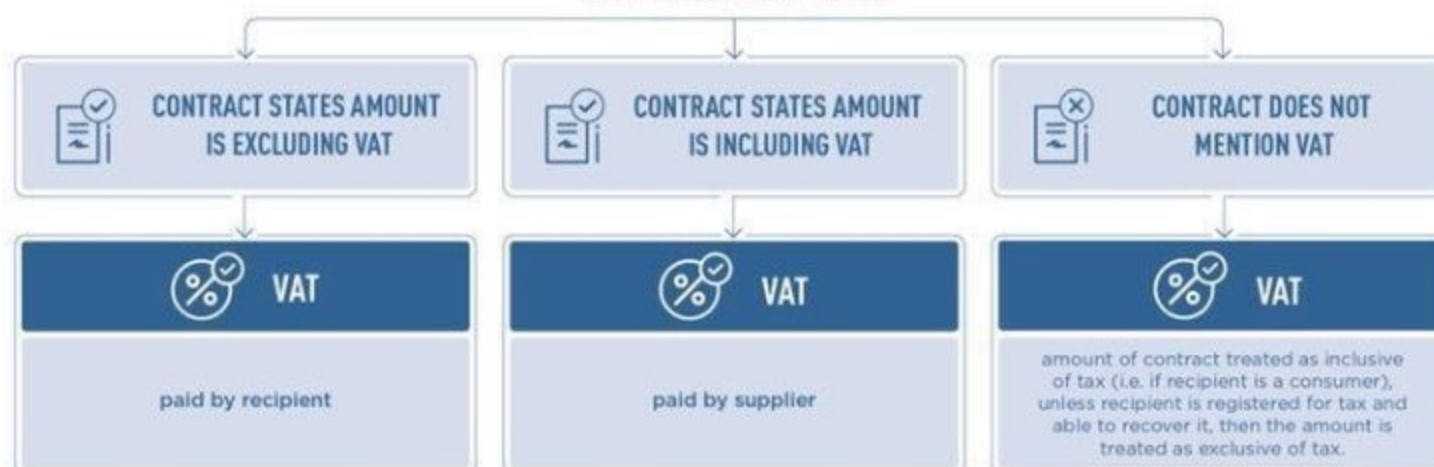 CONTRACT STATES AMOUNT
IS EXCLUDING VAT
CONTRACT STATES AMOUNT
IS INCLUDING VAT
CONTRACT DOES NOT
MENTION VAT
VAT
VAT
VAT
paid by recipient
paid by supplier
amount of contract treated as inclusive
of tax (i.e. if recipient is a consumer),
unless recipient is registered for tax and
able to recover it, then the amount is
treated as exclusive of tax.